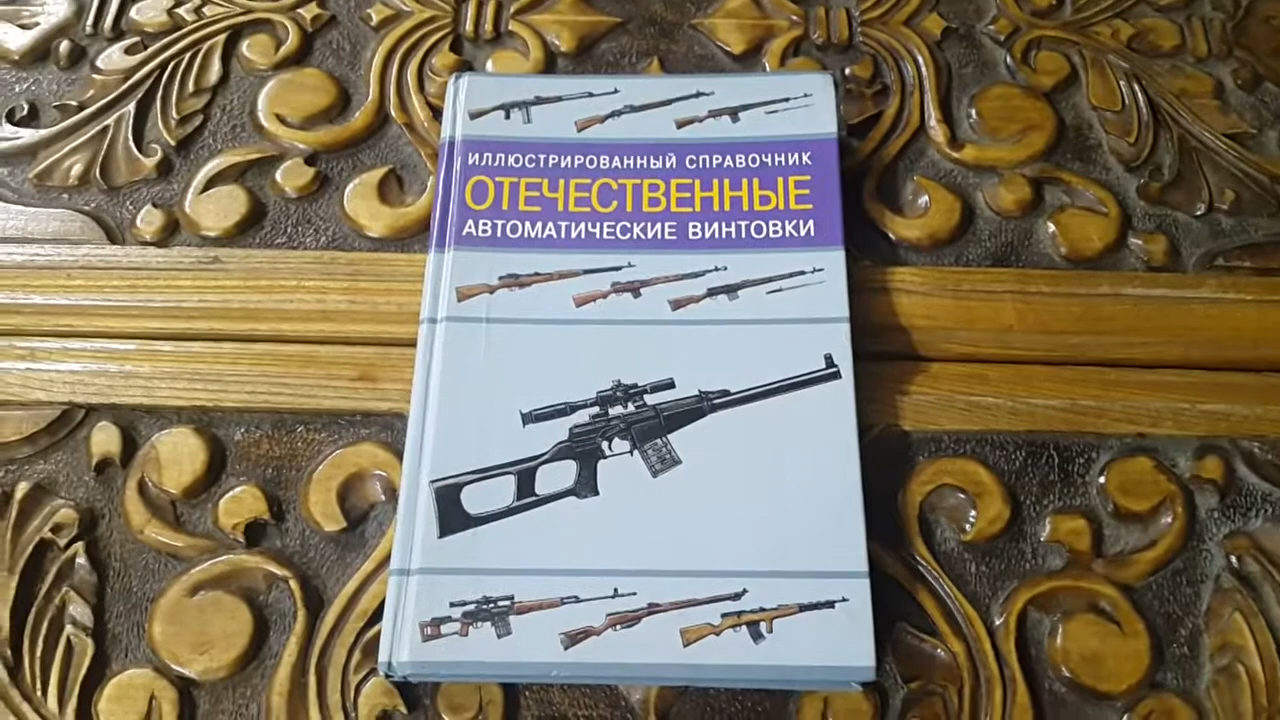 ИЛЛЮСТРИРОВАННЫЙ СПРАВОЧНИК
ОТЕЧЕСТВЕННЫЕ
АВТОМАТИЧЕСКИЕ ВИНТОВКИ